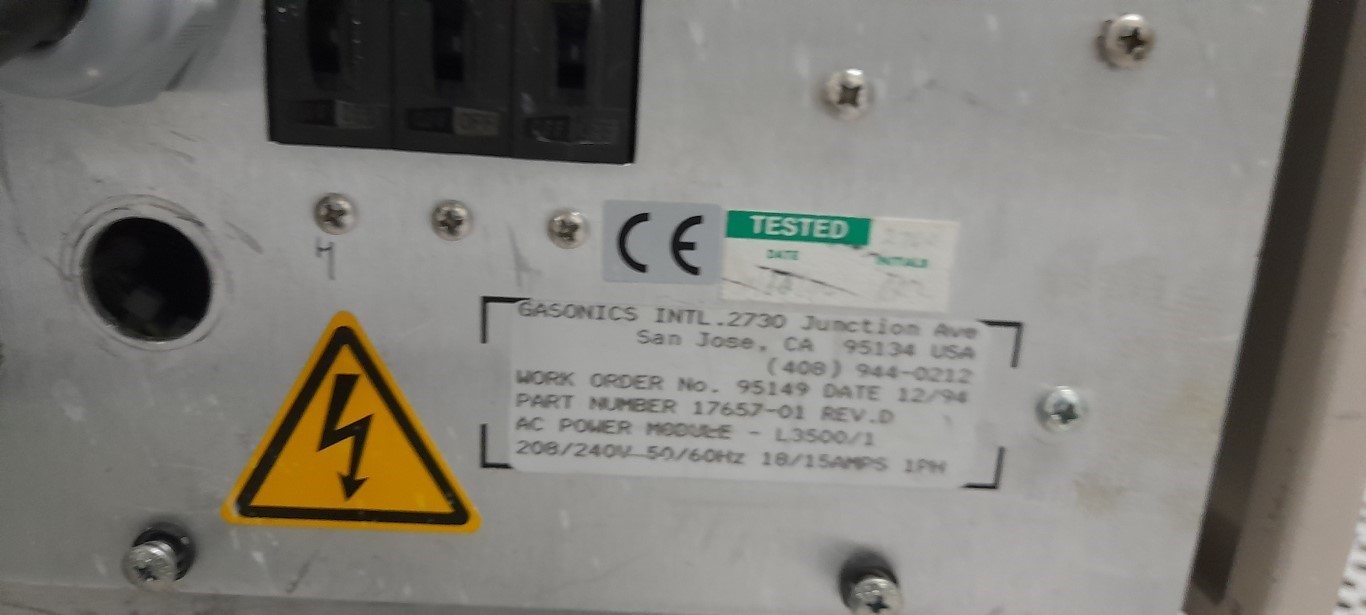 OFF
CE
TESTED
DATE
INITIALS
GASONICS INTL.2730 Junction Ave
San Jose, CA 95134 USA
(408) 944-0212
WORK ORDER No. 95149 DATE 12/94
PART NUMBER 17657-01 REV.D
AC POWER MODULE - L3500/1
208/240V-50/60Hz 18/15AMPS 1PH